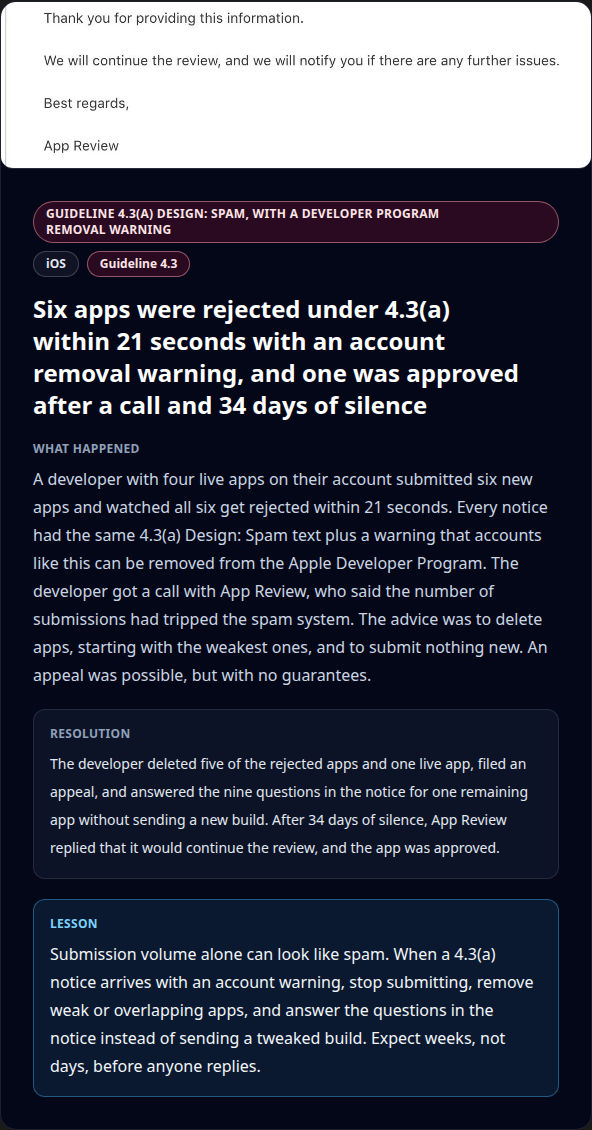 Thank you for providing this information.
We will continue the review, and we will notify you if there are any further issues.
Best regards,
App Review
GUIDELINE 4.3(A) DESIGN: SPAM, WITH A DEVELOPER PROGRAM
REMOVAL WARNING
iOS
Guideline 4.3
Six apps were rejected under 4.3(a)
within 21 seconds with an account
removal warning, and one was approved
after a call and 34 days of silence
WHAT HAPPENED
A developer with four live apps on their account submitted six new
apps and watched all six get rejected within 21 seconds. Every notice
had the same 4.3(a) Design: Spam text plus a warning that accounts
like this can be removed from the Apple Developer Program. The
developer got a call with App Review, who said the number of
submissions had tripped the spam system. The advice was to delete
apps, starting with the weakest ones, and to submit nothing new. An
appeal was possible, but with no guarantees.
RESOLUTION
The developer deleted five of the rejected apps and one live app, filed an
appeal, and answered the nine questions in the notice for one remaining
app without sending a new build. After 34 days of silence, App Review
replied that it would continue the review, and the app was approved.
LESSON
Submission volume alone can look like spam. When a 4.3(a)
notice arrives with an account warning, stop submitting, remove
weak or overlapping apps, and answer the questions in the
notice instead of sending a tweaked build. Expect weeks, not
days, before anyone replies.